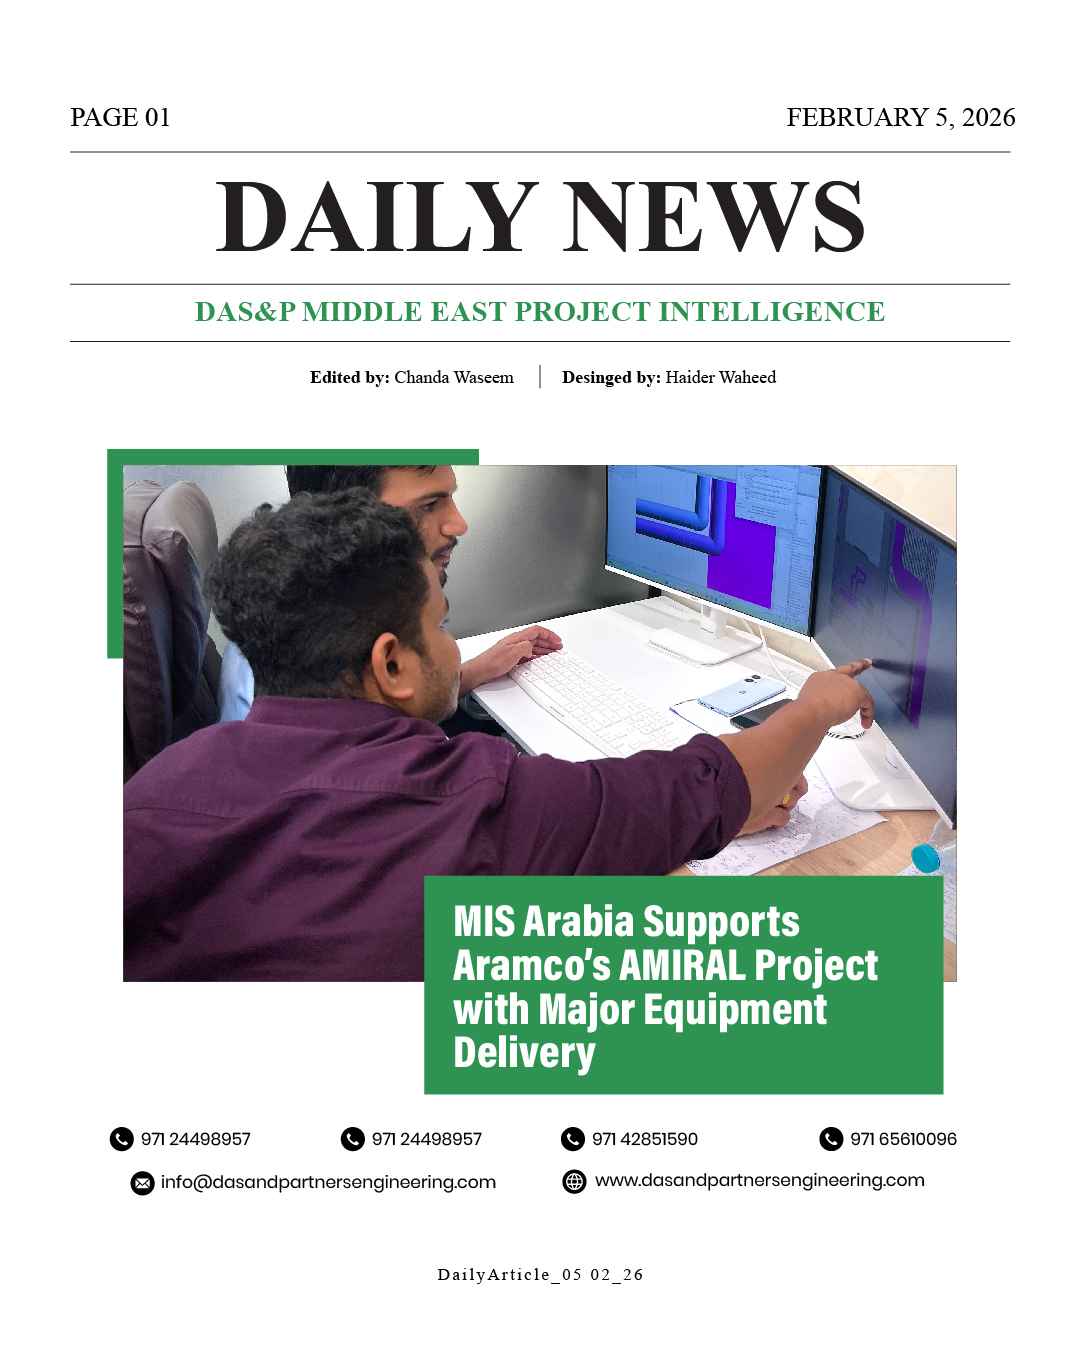 PAGE 01
FEBRUARY 5, 2026
DAILY NEWS
DAS&P MIDDLE EAST PROJECT INTELLIGENCE
Edited by: Chanda Waseem
Desinged by: Haider Waheed
MIS Arabia Supports
Aramco's AMIRAL Project
with Major Equipment
Delivery
971 24498957
971 24498957
971 42851590
971 65610096
info@dasandpartnersengineering.com
www.dasandpartnersengineering.com
DailyArticle_05 02_26